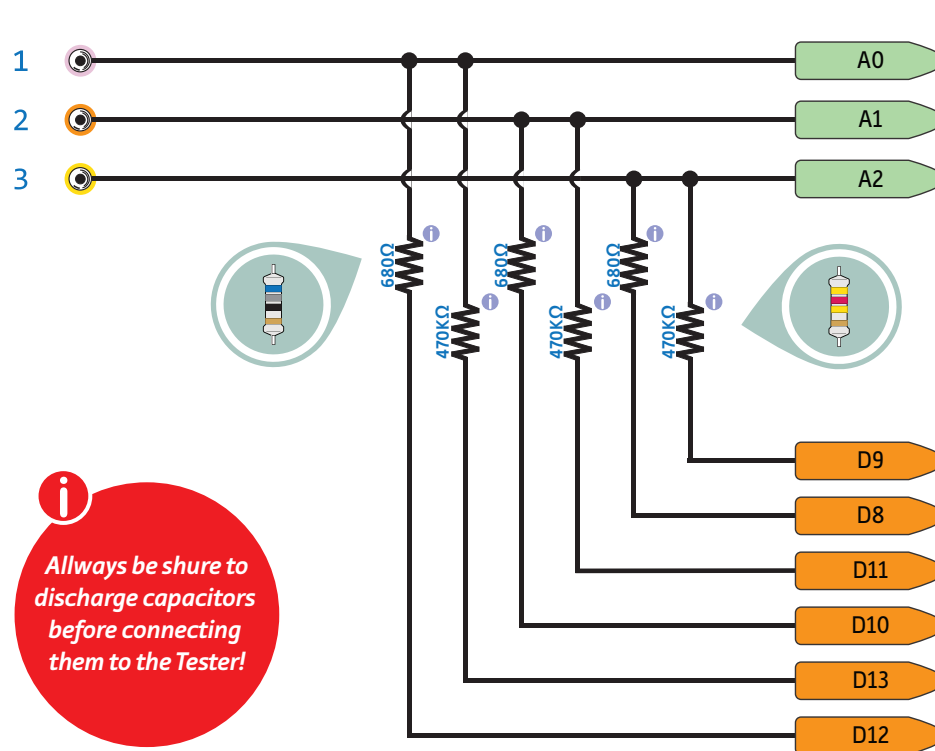 1
A0
2
A1
3
A2
680Ω
680Ω
680Ω
i
i
i
470KΩ
470KΩ
470KΩ
i
i
i
D9
D8
D11
D10
D13
D12
i
Allways be shure to
discharge capacitors
before connecting
them to the Tester!